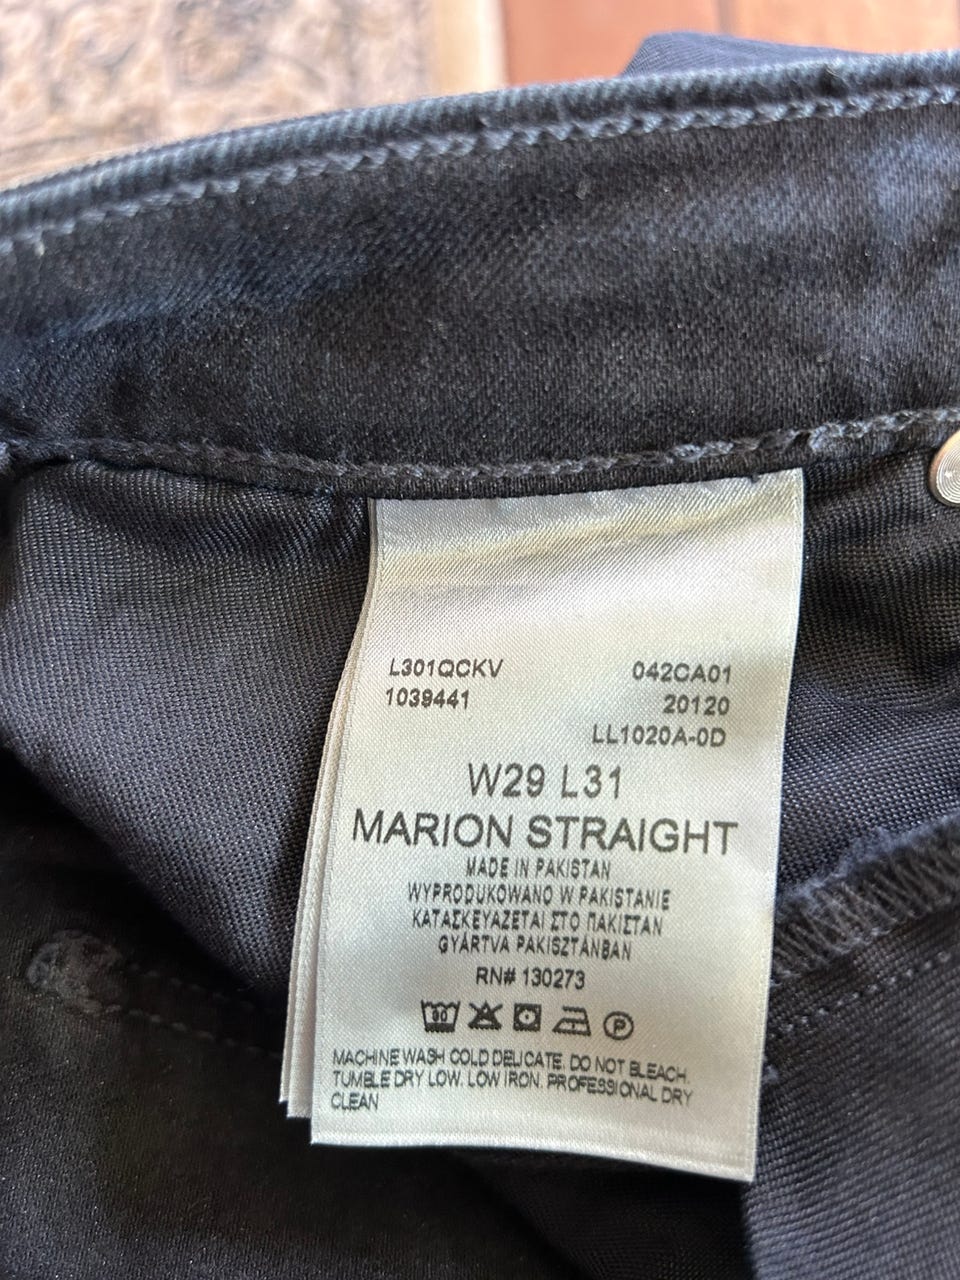 L301QCKV 042CA01
1039441 20120
LL1020A-0D
W29 L31
MARION STRAIGHT
MADE IN PAKISTAN
WYPRODUKOWANO W PAKISTANIE
ΚΑΤΑΣΚΕΥΑΖΕΤΑΙ ΣΤΟ ΠΑΚΙΣΤΑΝ
GYÁRTVA PAKISZTÁNBAN
RN# 130273
30 P
MACHINE WASH COLD DELICATE. DO NOT BLEACH.
TUMBLE DRY LOW. LOW IRON. PROFESSIONAL DRY
CLEAN